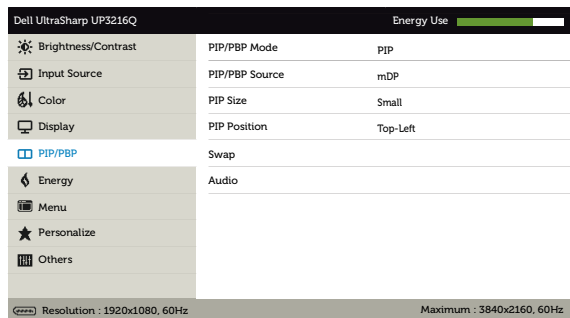 Dell UltraSharp UP3216Q Energy Use
Brightness/Contrast PIP/PBP Mode PIP
Input Source PIP/PBP Source mDP
Color PIP Size Small
Display PIP Position Top-Left
PIP/PBP Swap
Energy Audio
Menu
Personalize
Others
Resolution : 1920x1080, 60Hz Maximum : 3840x2160, 60Hz